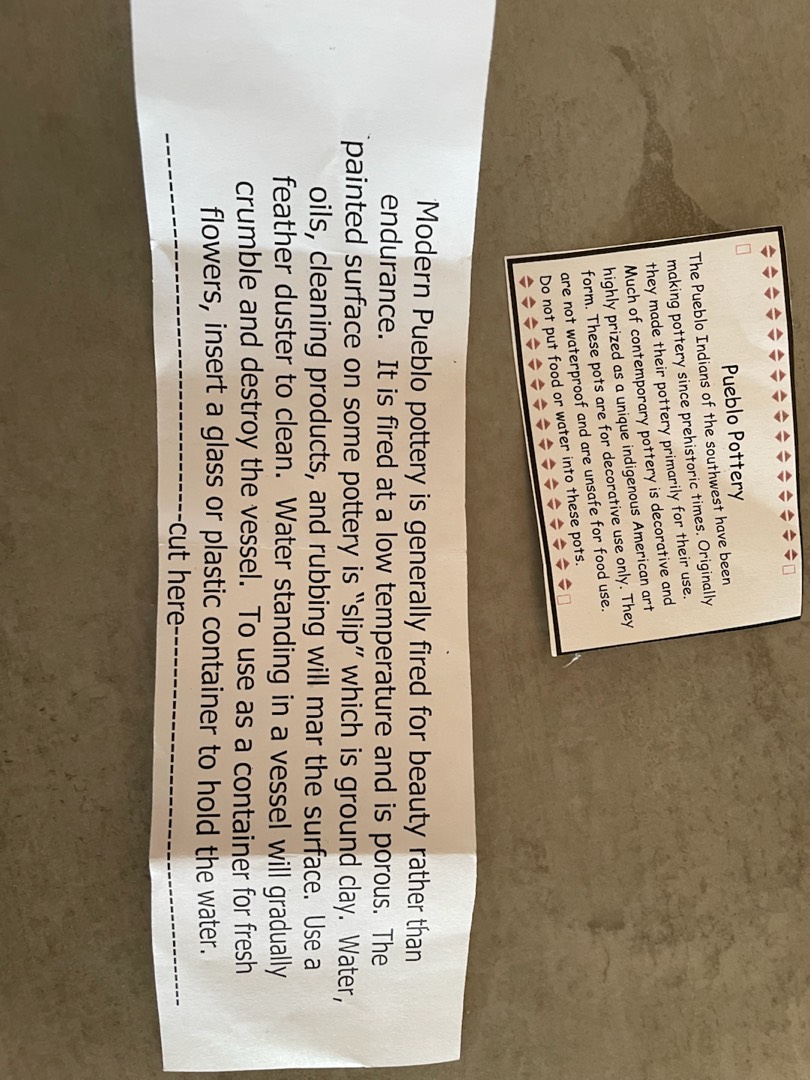 Pueblo Pottery
The Pueblo Indians of the southwest have been
making pottery since prehistoric times. Originally
they made their pottery primarily for their use.
Much of contemporary pottery is decorative and
highly prized as a unique indigenous American art
form. These pots are for decorative use only. They
are not waterproof and are unsafe for food use.
Do not put food or water into these pots.
Modern Pueblo pottery is generally fired for beauty rather than
endurance. It is fired at a low temperature and is porous. The
painted surface on some pottery is “slip” which is ground clay. Water,
oils, cleaning products, and rubbing will mar the surface. Use a
feather duster to clean. Water standing in a vessel will gradually
crumble and destroy the vessel. To use as a container for fresh
flowers, insert a glass or plastic container to hold the water.
--------------------------------------------cut here--------------------------------------------